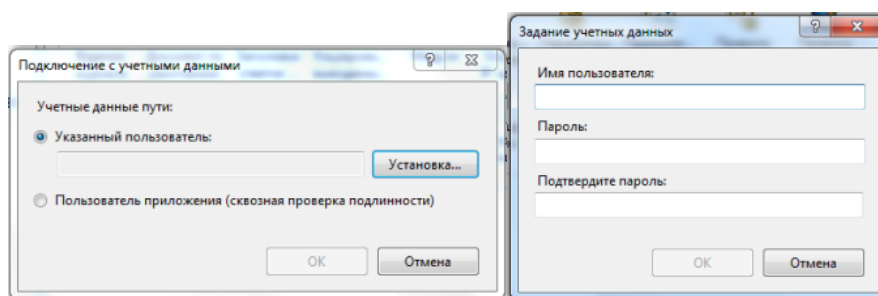 Подключение с учетными данными
Учетные данные пути:
Указанный пользователь:
Установка...
Пользователь приложения (сквозная проверка подлинности)
OK
Отмена
Задание учетных данных
Имя пользователя:
Пароль:
Подтвердите пароль:
OK
Отмена